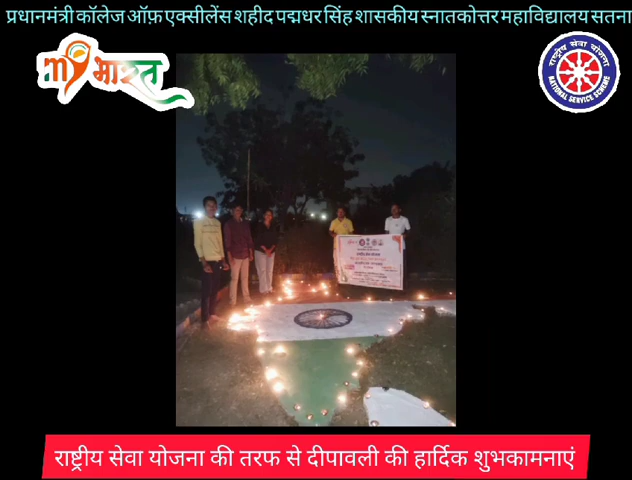 प्रधानमंत्री कॉलेज ऑफ़ एक्सीलेंस शहीद पद्मधर सिंह शासकीय स्नातकोत्तर महाविद्यालय सतना
my भारत
राष्ट्रीय सेवा योजना
NATIONAL SERVICE SCHEME
राष्ट्रीय सेवा योजना की तरफ से दीपावली की हार्दिक शुभकामनाएं